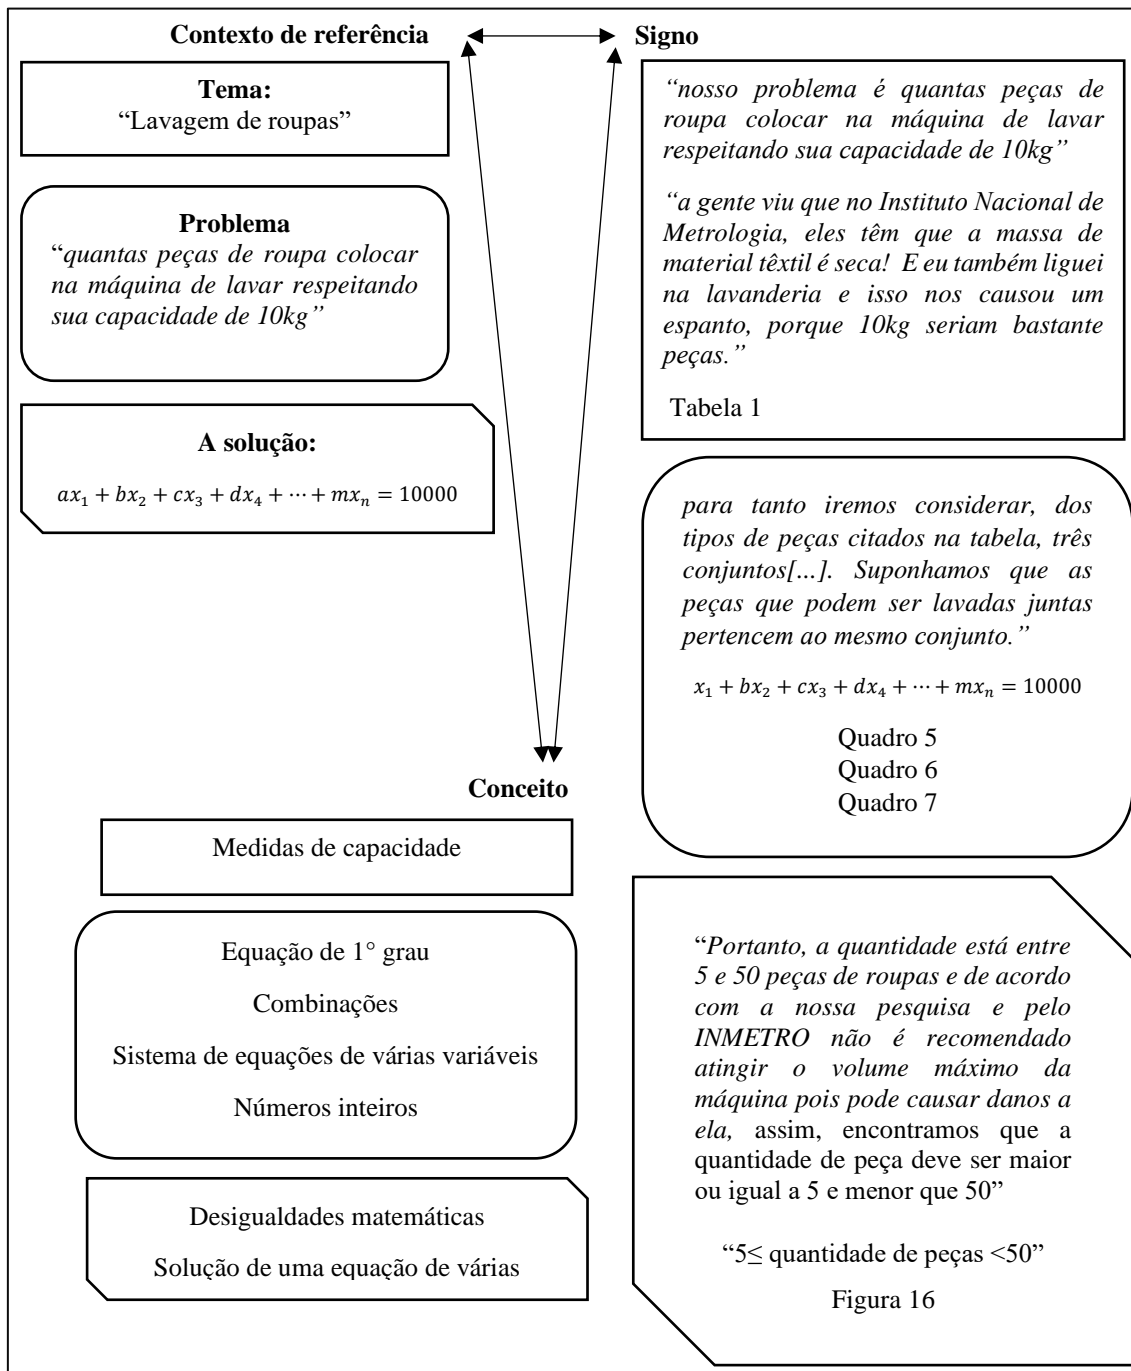 Contexto de referência
Signo
Tema:
“Lavagem de roupas”
Problema
“quantas peças de roupa colocar
na máquina de lavar respeitando
sua capacidade de 10kg”
A solução:
𝑎𝑥₁ + 𝑏𝑥₂ + 𝑐𝑥₃ + 𝑑𝑥₄ + ⋯ + 𝑚𝑥ₙ = 10000
“nosso problema é quantas peças de
roupa colocar na máquina de lavar
respeitando sua capacidade de 10kg”
“a gente viu que no Instituto Nacional de
Metrologia, eles têm que a massa de
material têxtil é seca! E eu também liguei
na lavanderia e isso nos causou um
espanto, porque 10kg seriam bastante
peças.”
Tabela 1
para tanto iremos considerar, dos
tipos de peças citados na tabela, três
conjuntos[...]. Suponhamos que as
peças que podem ser lavadas juntas
pertencem ao mesmo conjunto.”
𝑥₁ + 𝑏𝑥₂ + 𝑐𝑥₃ + 𝑑𝑥₄ + ⋯ + 𝑚𝑥ₙ = 10000
Quadro 5
Quadro 6
Quadro 7
Conceito
Medidas de capacidade
Equação de 1° grau
Combinações
Sistema de equações de várias variáveis
Números inteiros
Desigualdades matemáticas
Solução de uma equação de várias
“Portanto, a quantidade está entre
5 e 50 peças de roupas e de acordo
com a nossa pesquisa e pelo
INMETRO não é recomendado
atingir o volume máximo da
máquina pois pode causar danos a
ela, assim, encontramos que a
quantidade de peça deve ser maior
ou igual a 5 e menor que 50”
“5≤ quantidade de peças <50”
Figura 16